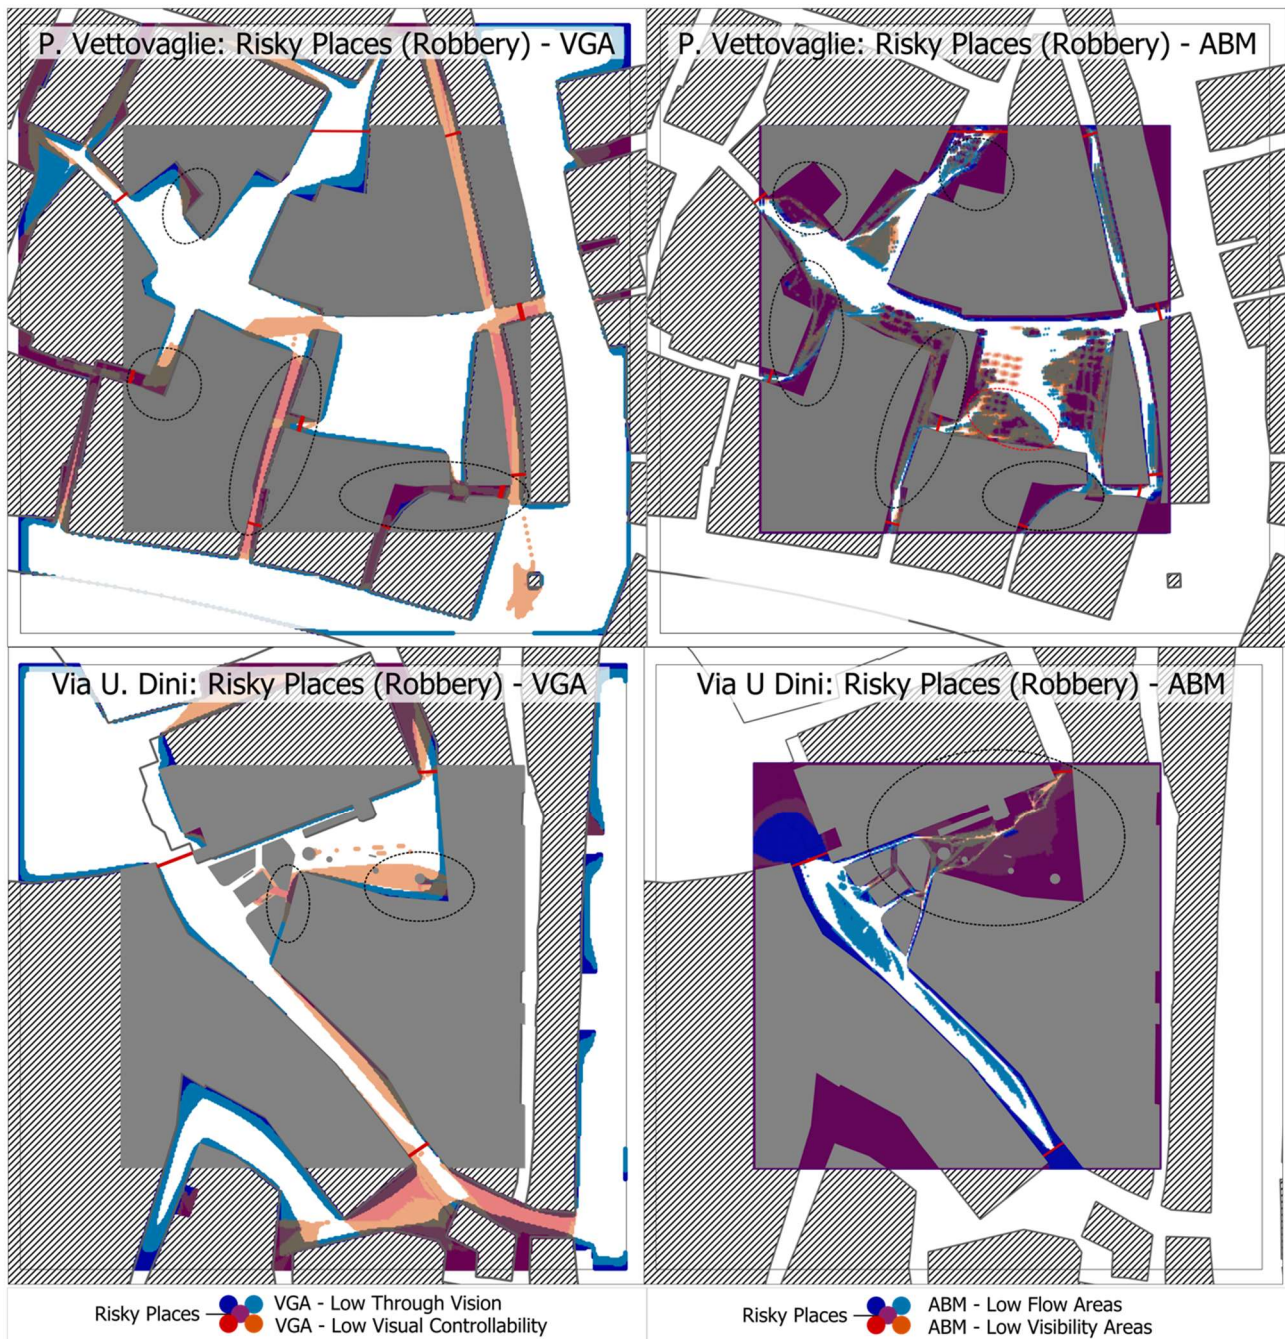 P. Vettovaglie: Risky Places (Robbery) - VGA
P. Vettovaglie: Risky Places (Robbery) - ABM
Via U. Dini: Risky Places (Robbery) - VGA
Via U Dini: Risky Places (Robbery) - ABM
Risky Places
VGA - Low Through Vision
VGA - Low Visual Controllability
Risky Places
ABM - Low Flow Areas
ABM - Low Visibility Areas